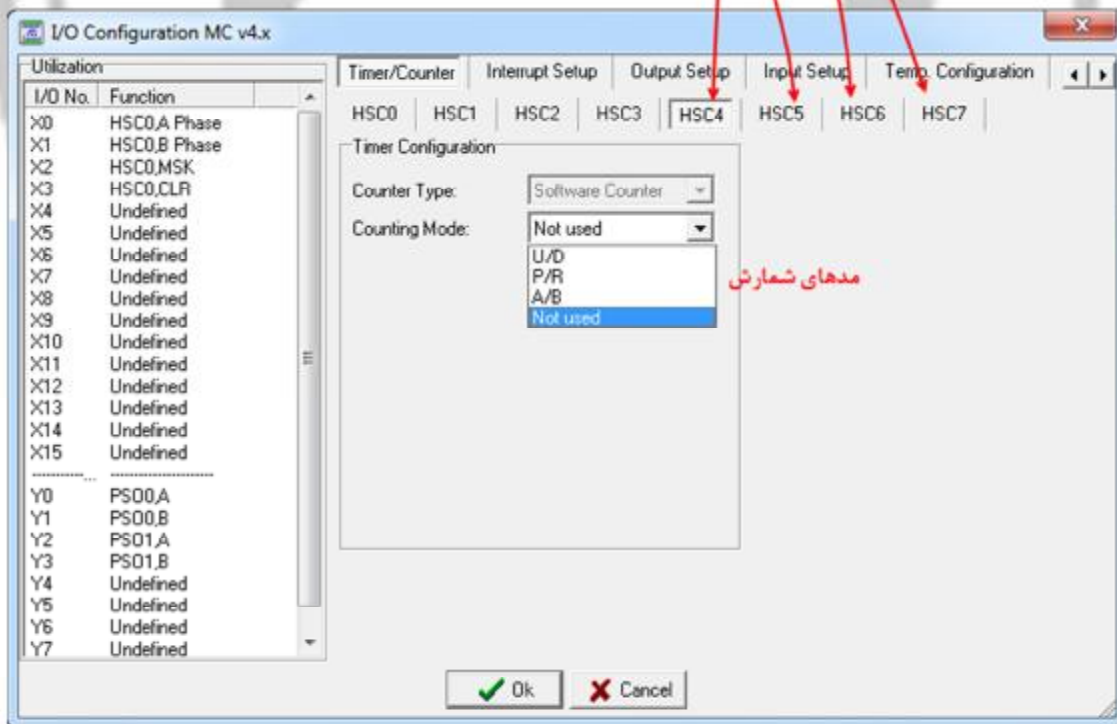 I/O Configuration MC v4.x
Utilization
I/O No. Function
X0 HSC0,A Phase
X1 HSC0,B Phase
X2 HSC0,MSK
X3 HSC0,CLR
X4 Undefined
X5 Undefined
X6 Undefined
X7 Undefined
X8 Undefined
X9 Undefined
X10 Undefined
X11 Undefined
X12 Undefined
X13 Undefined
X14 Undefined
X15 Undefined
Y0 PSO0,A
Y1 PSO0,B
Y2 PSO1,A
Y3 PSO1,B
Y4 Undefined
Y5 Undefined
Y6 Undefined
Y7 Undefined
Timer/Counter Interrupt Setup Output Setup Input Setup Temp. Configuration
HSC0 HSC1 HSC2 HSC3 HSC4 HSC5 HSC6 HSC7
Timer Configuration
Counter Type: Software Counter
Counting Mode: Not used
U/D
P/R
A/B
Not used
مدهای شمارش
Ok Cancel